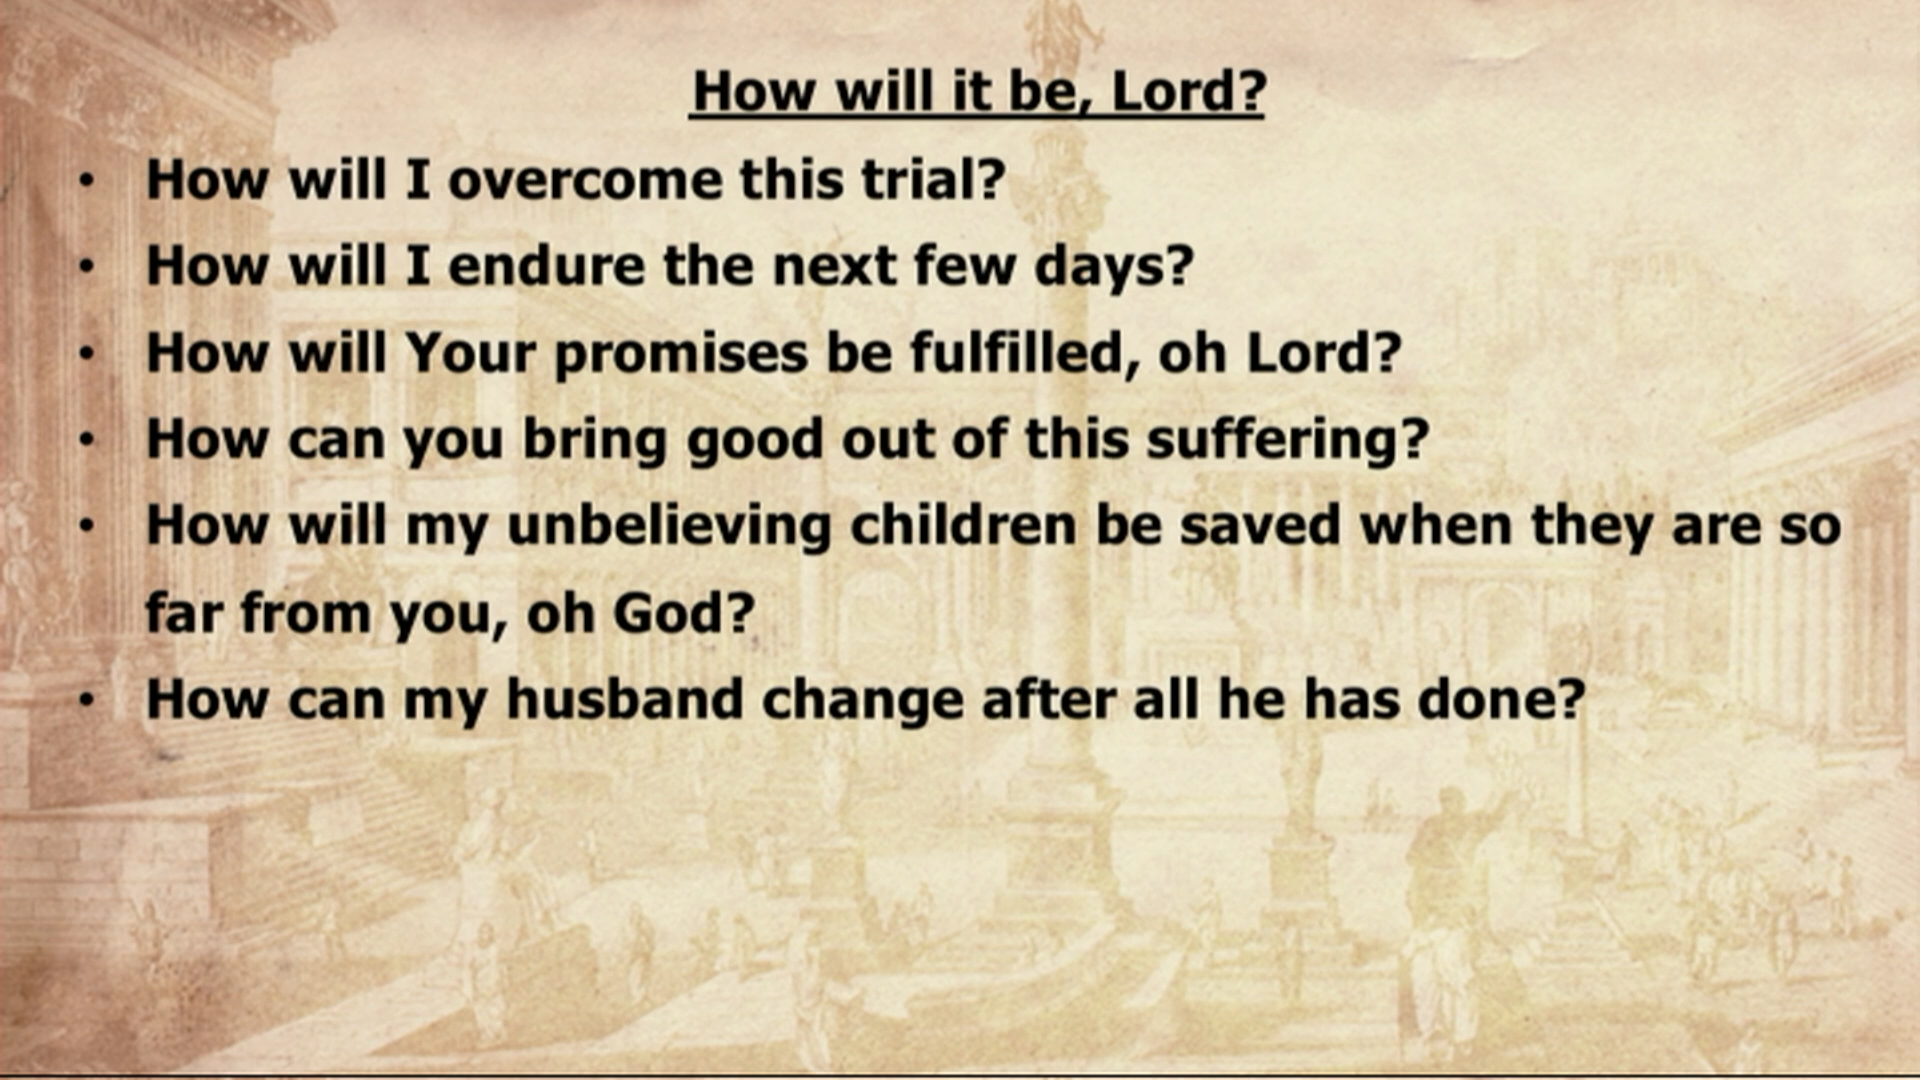 How will it be, Lord?
• How will I overcome this trial?
• How will I endure the next few days?
• How will Your promises be fulfilled, oh Lord?
• How can you bring good out of this suffering?
• How will my unbelieving children be saved when they are so
far from you, oh God?
• How can my husband change after all he has done?